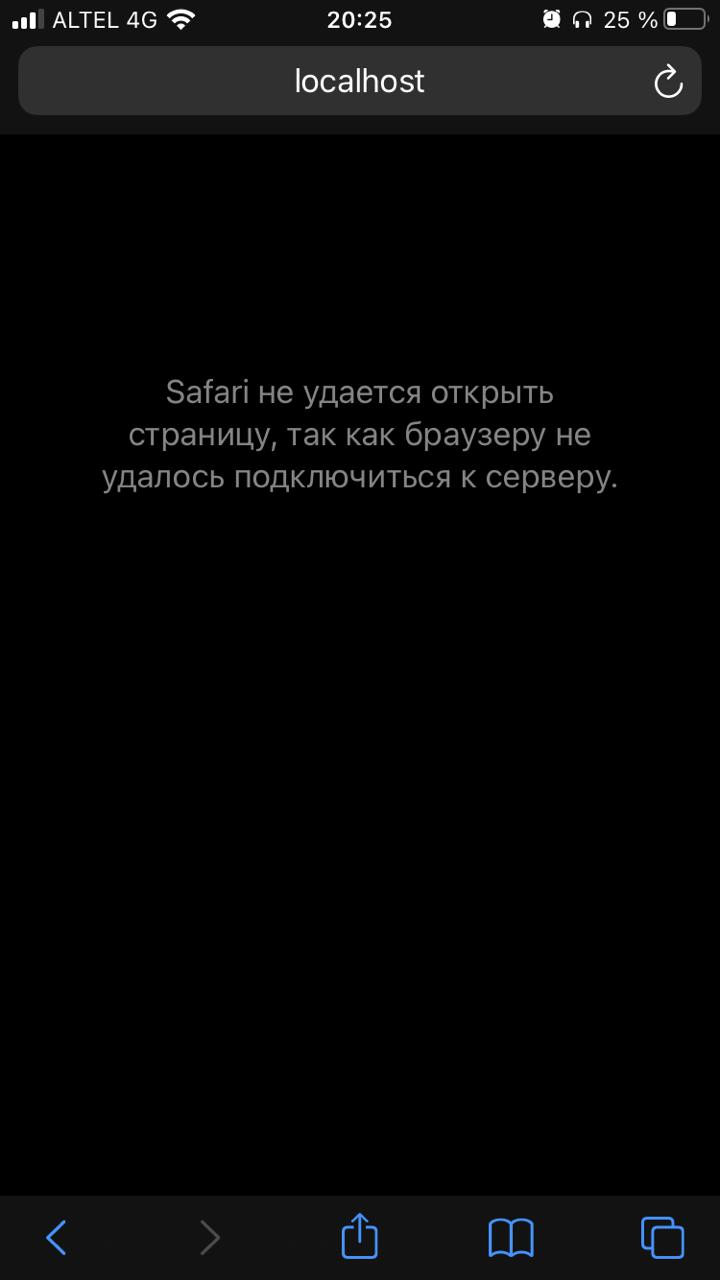 ALTEL 4G 20:25 25 %
localhost
Safari не удается открыть
страницу, так как браузеру не
удалось подключиться к серверу.